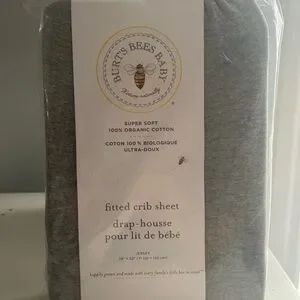 BURT'S BEES BABY
SUPER SOFT
100% ORGANIC COTTON
COTON 100 % BIOLOGIQUE
ULTRA-DOUX
fitted crib sheet
drap-housse
pour lit de bébé
JERSEY